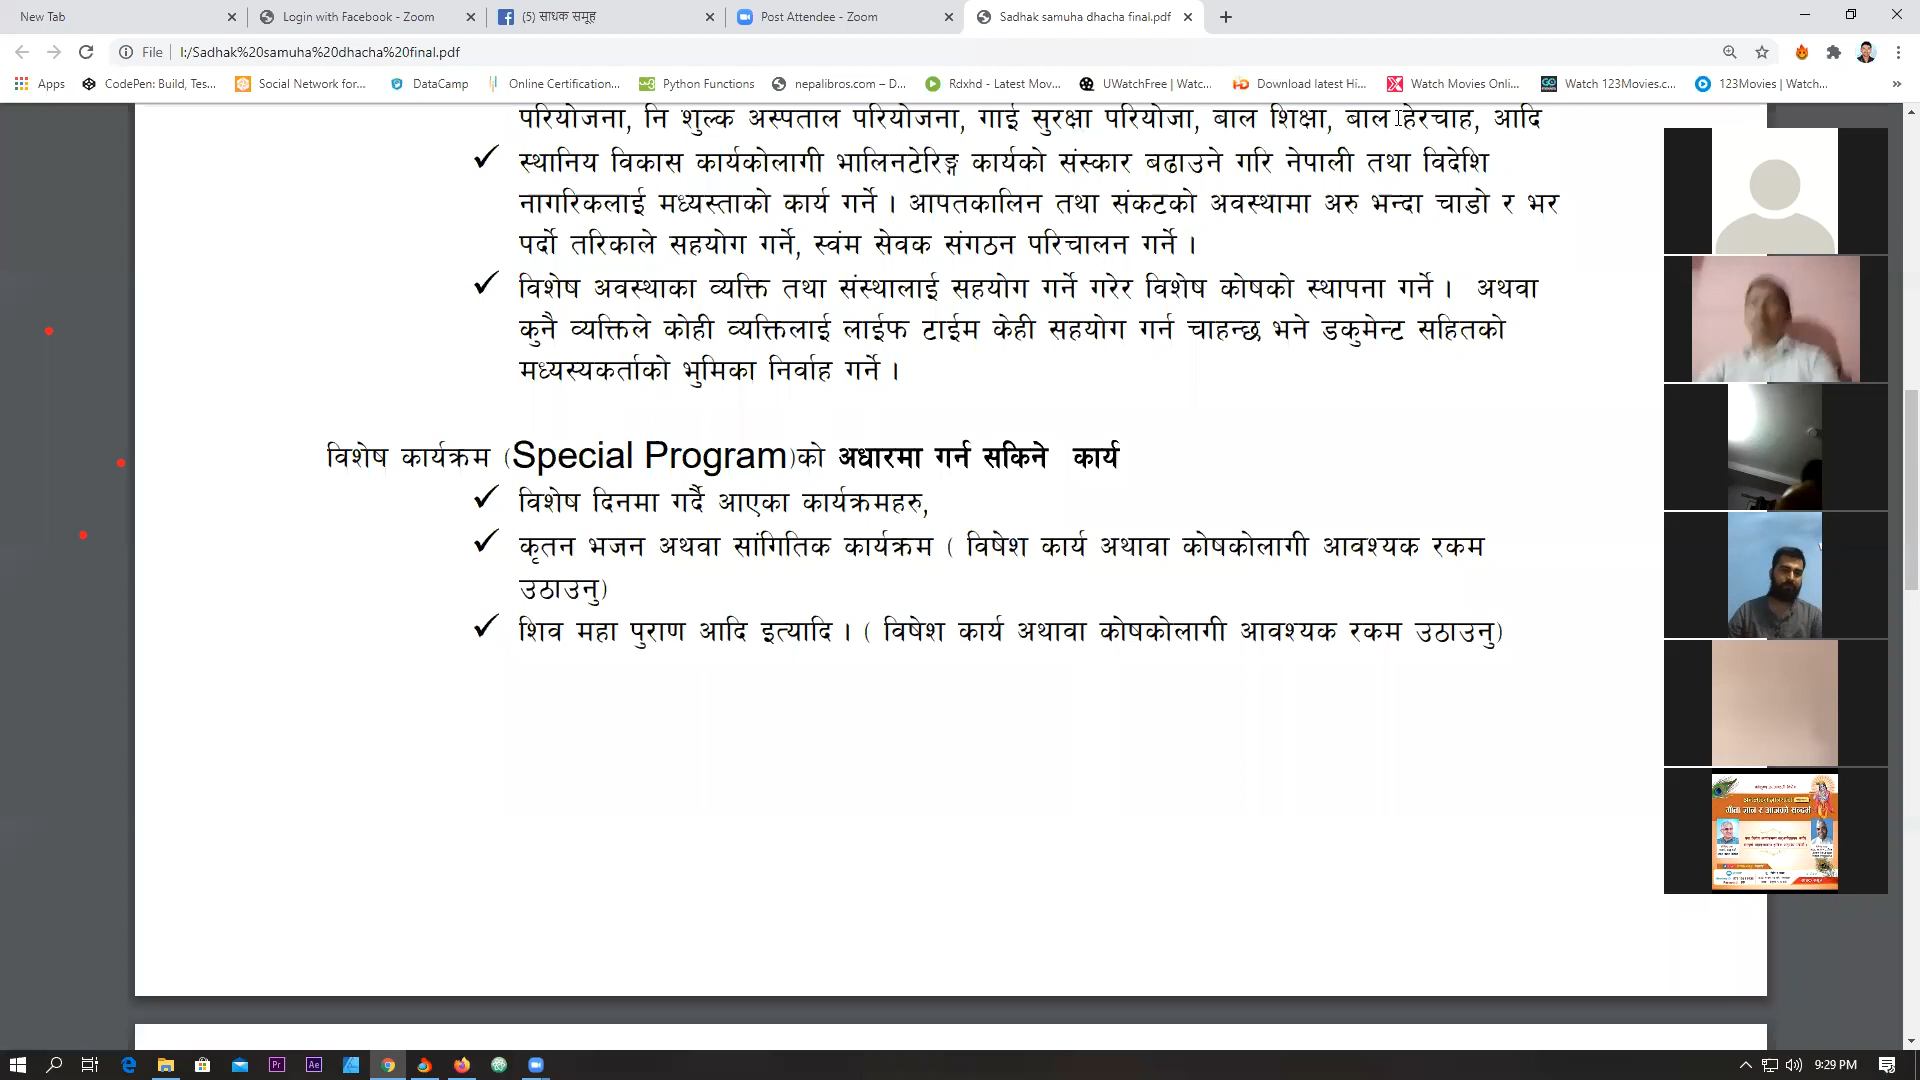 New Tab
Login with Facebook - Zoom
(5) साधक समूह
Post Attendee - Zoom
Sadhak samuha dhacha final.pdf
File
I:/Sadhak%20samuha%20dhacha%20final.pdf
Apps
CodePen: Build, Tes...
Social Network for...
DataCamp
Online Certification...
Python Functions
nepalibros.com – D...
Rdxhd - Latest Mov...
UWatchFree | Watc...
Download latest Hi...
Watch Movies Onli...
Watch 123Movies.c...
123Movies | Watch...
परियोजना, नि शुल्क अस्पताल परियोजना, गाई सुरक्षा परियोजा, बाल शिक्षा, बाल हेरचाह, आदि
✓ स्थानिय विकास कार्यकोलागी भालिनटेरिङ्ग कार्यको संस्कार बढाउने गरि नेपाली तथा विदेशि
नागरिकलाई मध्यस्ताको कार्य गर्ने । आपतकालिन तथा संकटको अवस्थामा अरु भन्दा चाडो र भर
पर्दो तरिकाले सहयोग गर्ने, स्वंम सेवक संगठन परिचालन गर्ने ।
✓ विशेष अवस्थाका व्यक्ति तथा संस्थालाई सहयोग गर्ने गरेर विशेष कोषको स्थापना गर्ने । अथवा
कुनै व्यक्तिले कोही व्यक्तिलाई लाईफ टाईम केही सहयोग गर्न चाहन्छ भने डकुमेन्ट सहितको
मध्यस्यकर्ताको भुमिका निर्वाह गर्ने ।
विशेष कार्यक्रम (Special Program)को अधारमा गर्न सकिने कार्य
✓ विशेष दिनमा गर्दै आएका कार्यक्रमहरु,
✓ कृतन भजन अथवा सांगितिक कार्यक्रम ( विषेश कार्य अथावा कोषकोलागी आवश्यक रकम
उठाउनु)
✓ शिव महा पुराण आदि इत्यादि । ( विषेश कार्य अथावा कोषकोलागी आवश्यक रकम उठाउनु)
गीता ज्ञान र आजको सन्दर्भ
9:29 PM